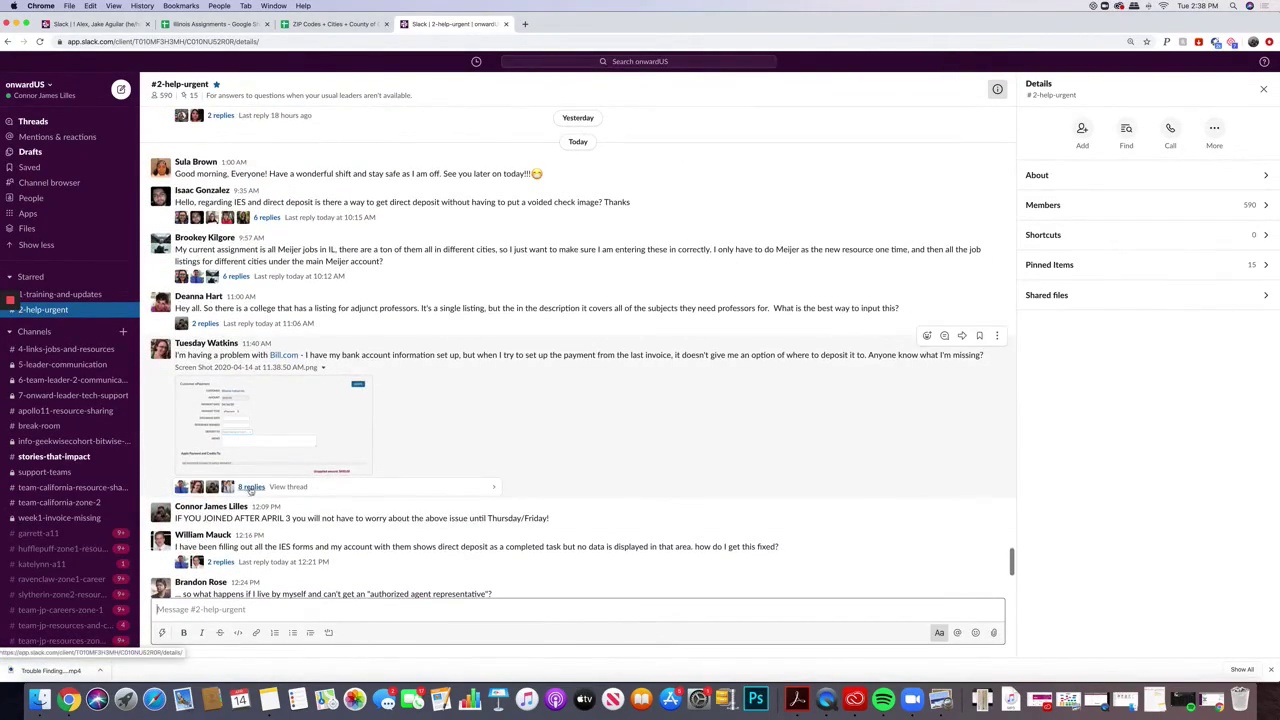 Chrome File Edit View History Bookmarks People Tab Window Help
Tue 2:38 PM
Slack | ! Alex, Jake Aguilar (he/h
Illinois Assignments - Google Sh
ZIP Codes + Cities + County of I
Slack | 2-help-urgent | onwardUS
app.slack.com/client/T010MF3H3MH/C010NU52R0R/details/
Search onwardUS
onwardUS
Connor James Lilles
Threads
Mentions & reactions
Drafts
Saved
Channel browser
People
Apps
Files
Show less
Starred
1-training-and-updates
2-help-urgent
Channels
4-links-jobs-and-resources
5-leader-communication
6-team-leader-2-communica...
7-onward-leader-tech-support
# apollo11-resource-sharing
# break-room
info-geekwisecohort-bitwise-...
# stories-that-impact
support-teams
# team-california-resource-sha...
# team-california-zone-2
week1-invoice-missing
# garrett-a11 9+
# hufflepuff-zone1-resou... 9+
# katelynn-a11 1
# ravenclaw-zone1-career 9+
# slytherin-zone2-resour... 9+
# team-jp-careers-zone-1 9+
# team-jp-resources-and-c... 4
# team-jp-resources-zon... 9+
https://app.slack.com/client/T010MF3H3MH/C010NU52R0R/details/
#2-help-urgent
590 15 For answers to questions when your usual leaders aren't available.
2 replies Last reply 18 hours ago
Yesterday
Today
Sula Brown 1:00 AM
Good morning, Everyone! Have a wonderful shift and stay safe as I am off. See you later on today!!!😁
Isaac Gonzalez 9:35 AM
Hello, regarding IES and direct deposit is there a way to get direct deposit without having to put a voided check image? Thanks
6 replies Last reply today at 10:15 AM
Brookey Kilgore 9:57 AM
My current assignment is all Meijer jobs in IL, there are a ton of them all in different cities, so I just want to make sure I am entering these in correctly. I only have to do Meijer as the new resource one time, and then all the job
listings for different cities under the main Meijer account?
6 replies Last reply today at 10:12 AM
Deanna Hart 11:00 AM
Hey all. So there is a college that has a listing for adjunct professors. It's a single listing, but the in the description it covers all of the subjects they need professors for. What is the best way to input this?
2 replies Last reply today at 11:06 AM
Tuesday Watkins 11:40 AM
I'm having a problem with Bill.com - I have my bank account information set up, but when I try to set up the payment from the last invoice, it doesn't give me an option of where to deposit it to. Anyone know what I'm missing?
Screen Shot 2020-04-14 at 11.38.50 AM.png
8 replies View thread
Connor James Lilles 12:09 PM
IF YOU JOINED AFTER APRIL 3 you will not have to worry about the above issue until Thursday/Friday!
William Mauck 12:16 PM
I have been filling out all the IES forms and my account with them shows direct deposit as a completed task but no data is displayed in that area. how do I get this fixed?
2 replies Last reply today at 12:21 PM
Brandon Rose 12:24 PM
... so what happens if I live by myself and can't get an "authorized agent representative"?
Message #2-help-urgent
Aa
Details
# 2-help-urgent
Add Find Call More
About
Members 590
Shortcuts 0
Pinned Items 15
Shared files
Trouble Finding....mp4
Show All